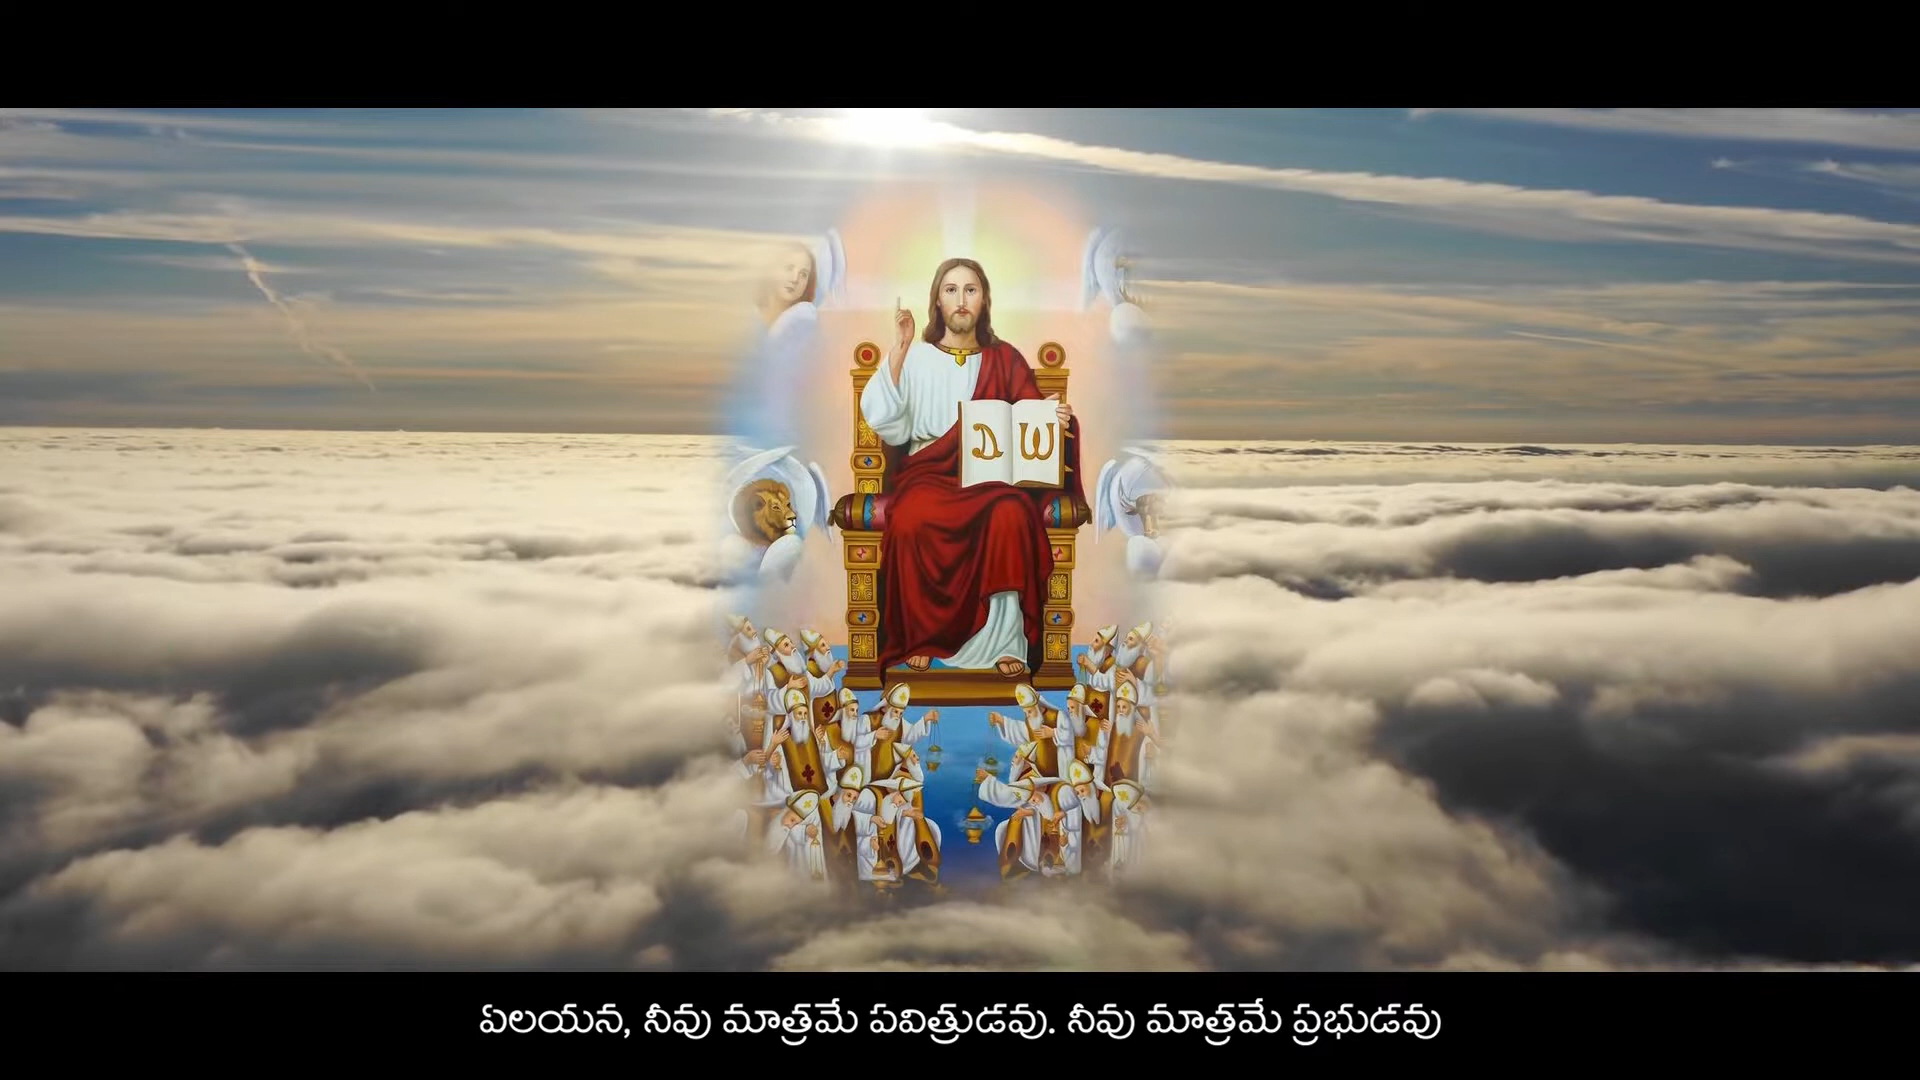 ⲁ ⲱ
ఏలయన, నీవు మాత్రమే పవిత్రుడవు. నీవు మాత్రమే ప్రభుడవు